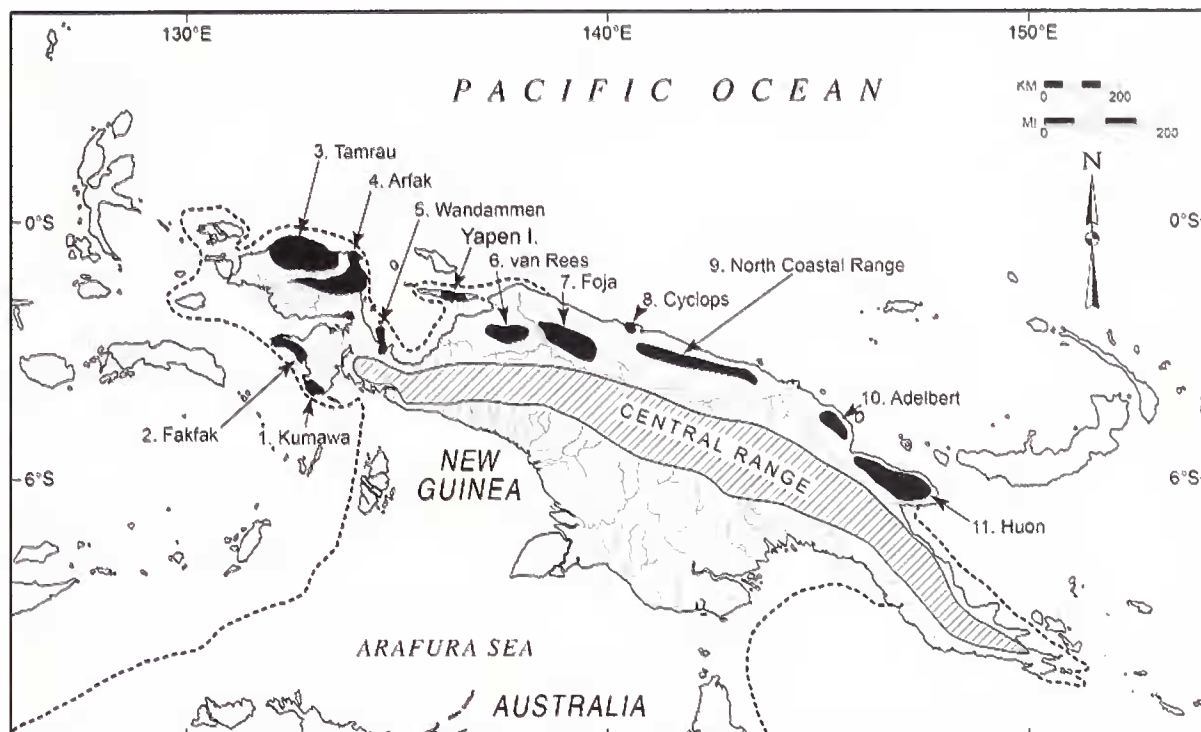 130°E 140°E 150°E
PACIFIC OCEAN
KM 0 200
MI 0 200
N
3. Tamrau
4. Arfak
5. Wandammen
Yapen I.
6. van Rees
7. Foja
8. Cyclops
9. North Coastal Range
0°S 0°S
10. Adelbert
2. Fakfak
1. Kumawa
CENTRAL RANGE
NEW
GUINEA
6°S 6°S
11. Huon
ARAFURA SEA
AUSTRALIA